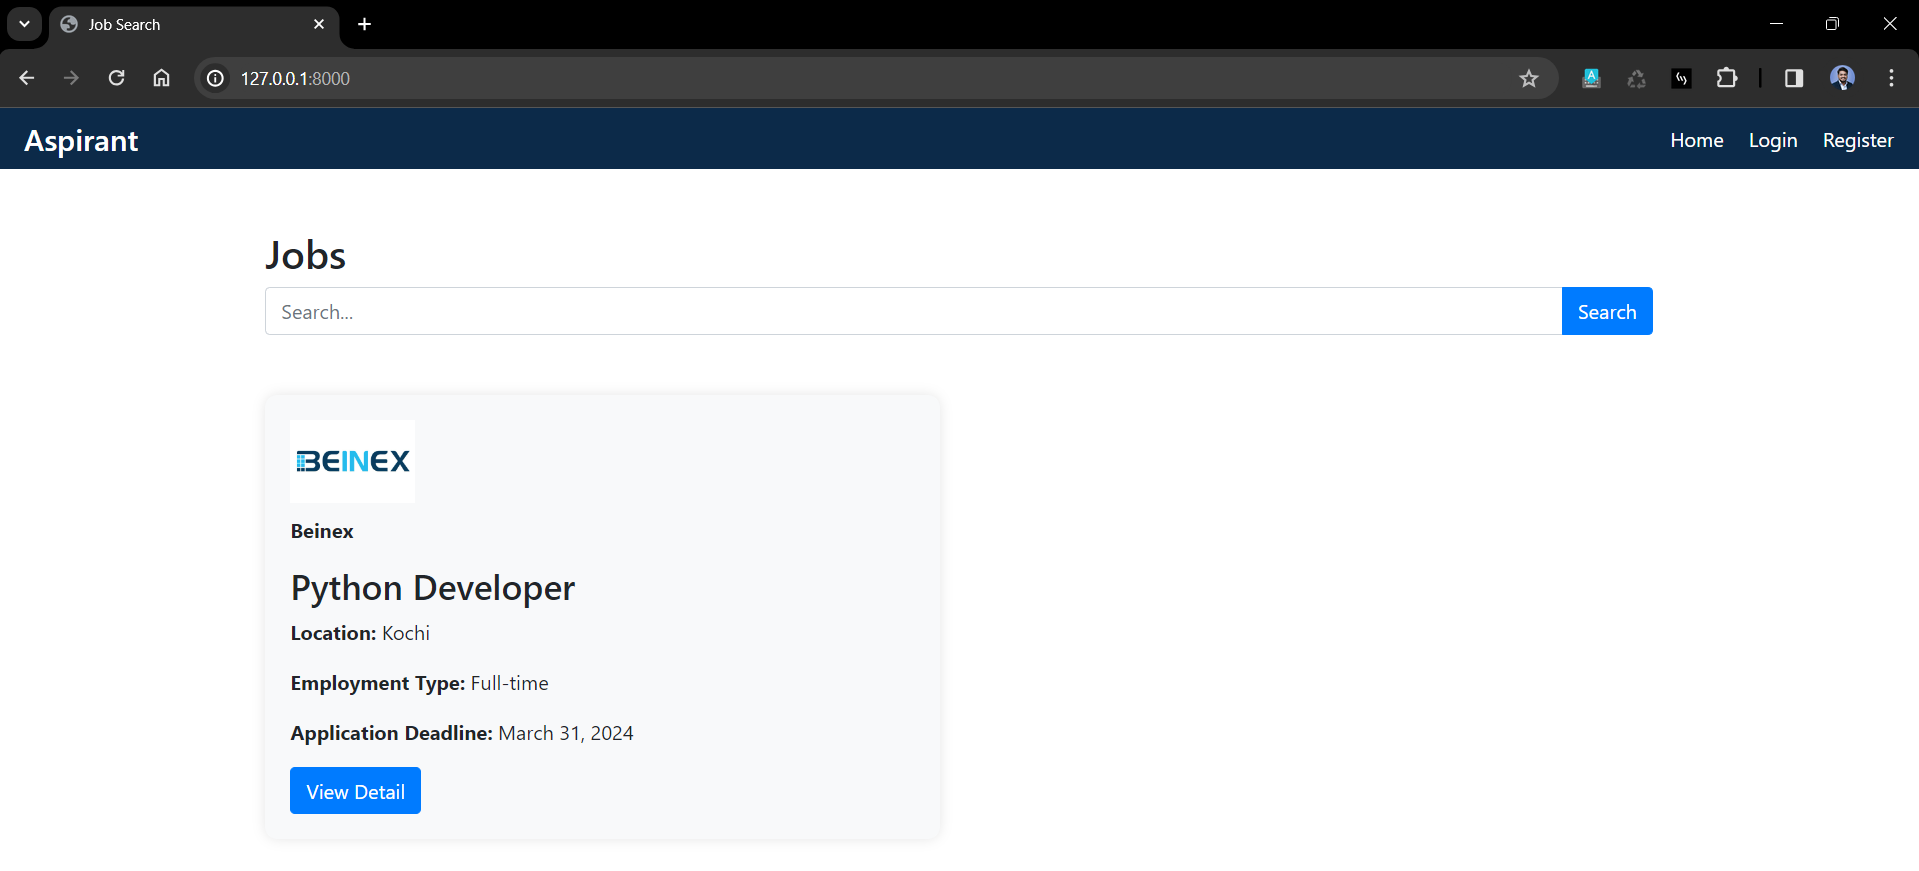 Job Search
127.0.0.1:8000
Aspirant
Home Login Register
Jobs
Search...
Search
BEINEX
Beinex
Python Developer
Location: Kochi
Employment Type: Full-time
Application Deadline: March 31, 2024
View Detail